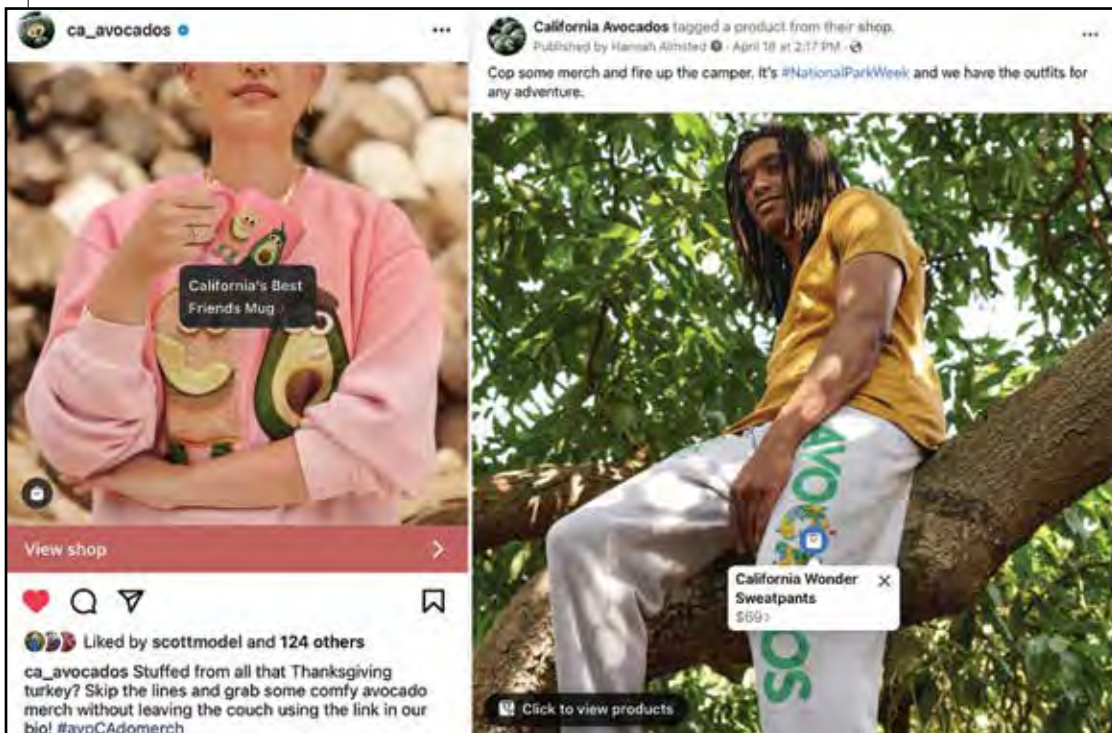 ca_avocados
California's Best
Friends Mug
View shop
Liked by scottmodel and 124 others
ca_avocados Stuffed from all that Thanksgiving
turkey? Skip the lines and grab some comfy avocado
merch without leaving the couch using the link in our
bio! #avoCAdomerch
California Avocados tagged a product from their shop.
Published by Hannah Almsted · April 18 at 2:17 PM ·
Cop some merch and fire up the camper. It's #NationalParkWeek and we have the outfits for
any adventure.
AVOC
OS
California Wonder
Sweatpants
$69
Click to view products